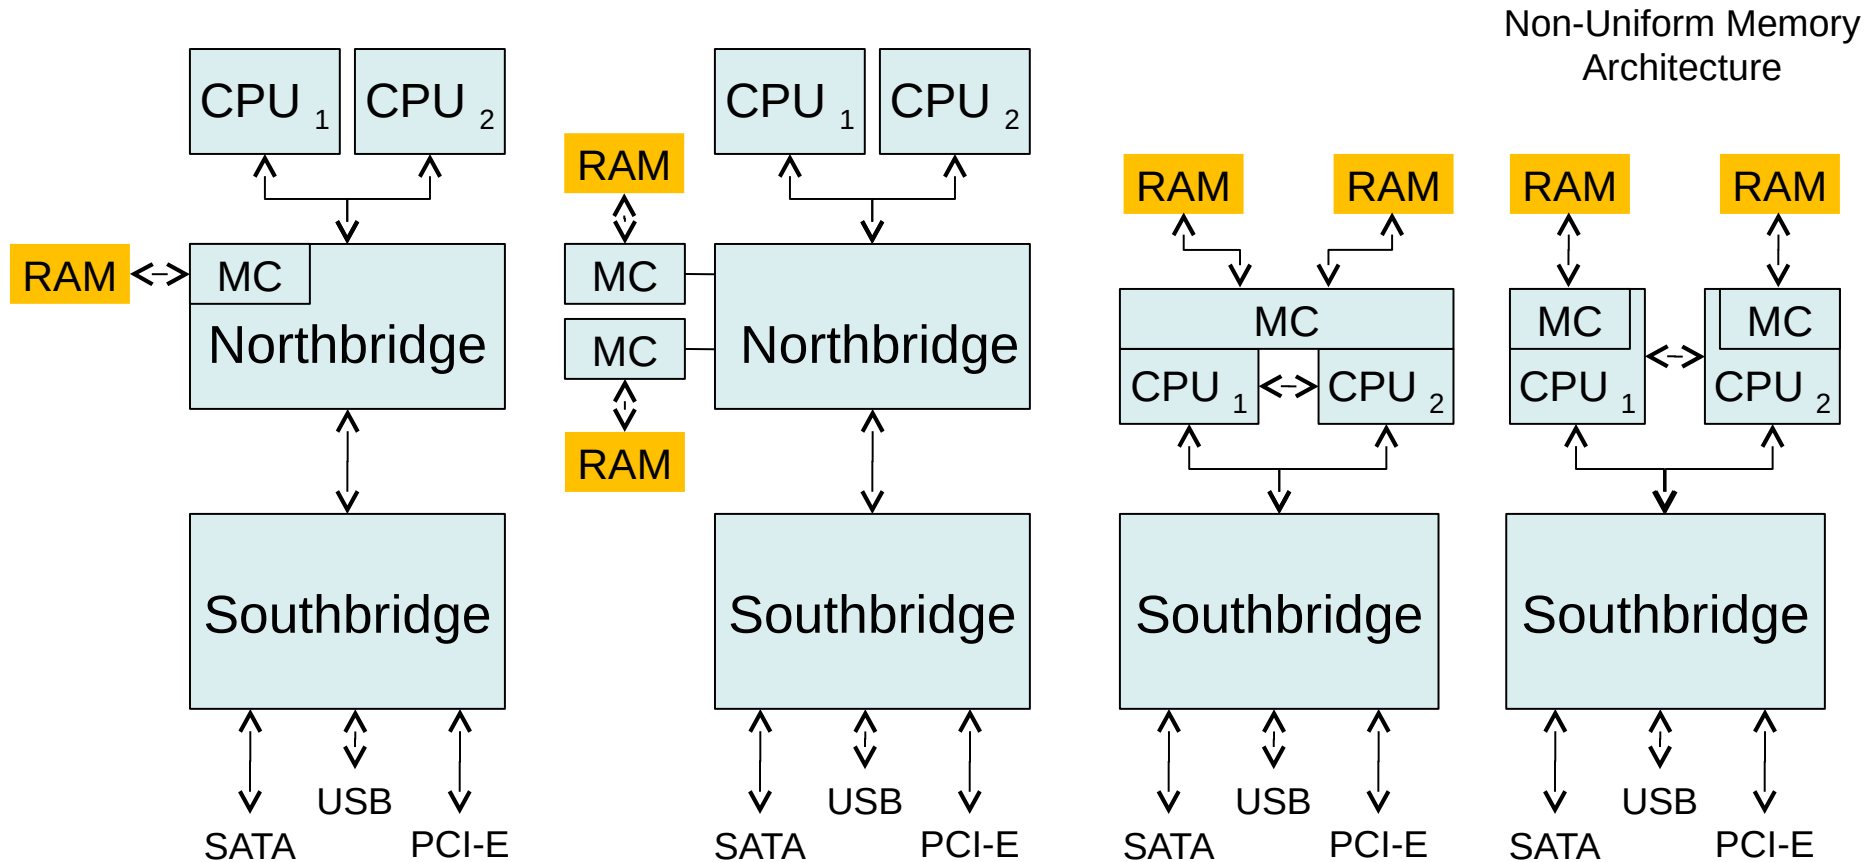 Non-Uniform Memory
Architecture
CPU 1
CPU 2
RAM
MC
Northbridge
Southbridge
SATA
USB
PCI-E
CPU 1
CPU 2
RAM
MC
MC
RAM
Northbridge
Southbridge
SATA
USB
PCI-E
RAM
RAM
MC
CPU 1
CPU 2
Southbridge
SATA
USB
PCI-E
RAM
RAM
MC
MC
CPU 1
CPU 2
Southbridge
SATA
USB
PCI-E